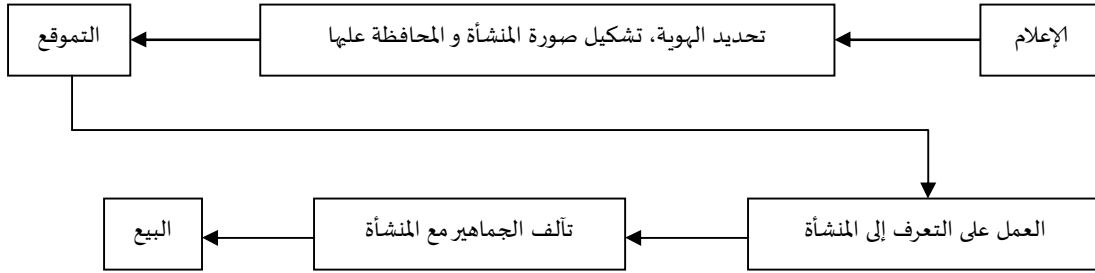 الإعلام
تحديد الهوية، تشكيل صورة المنشأة و المحافظة عليها
التموقع
العمل على التعرف إلى المنشأة
تآلف الجماهير مع المنشأة
البيع